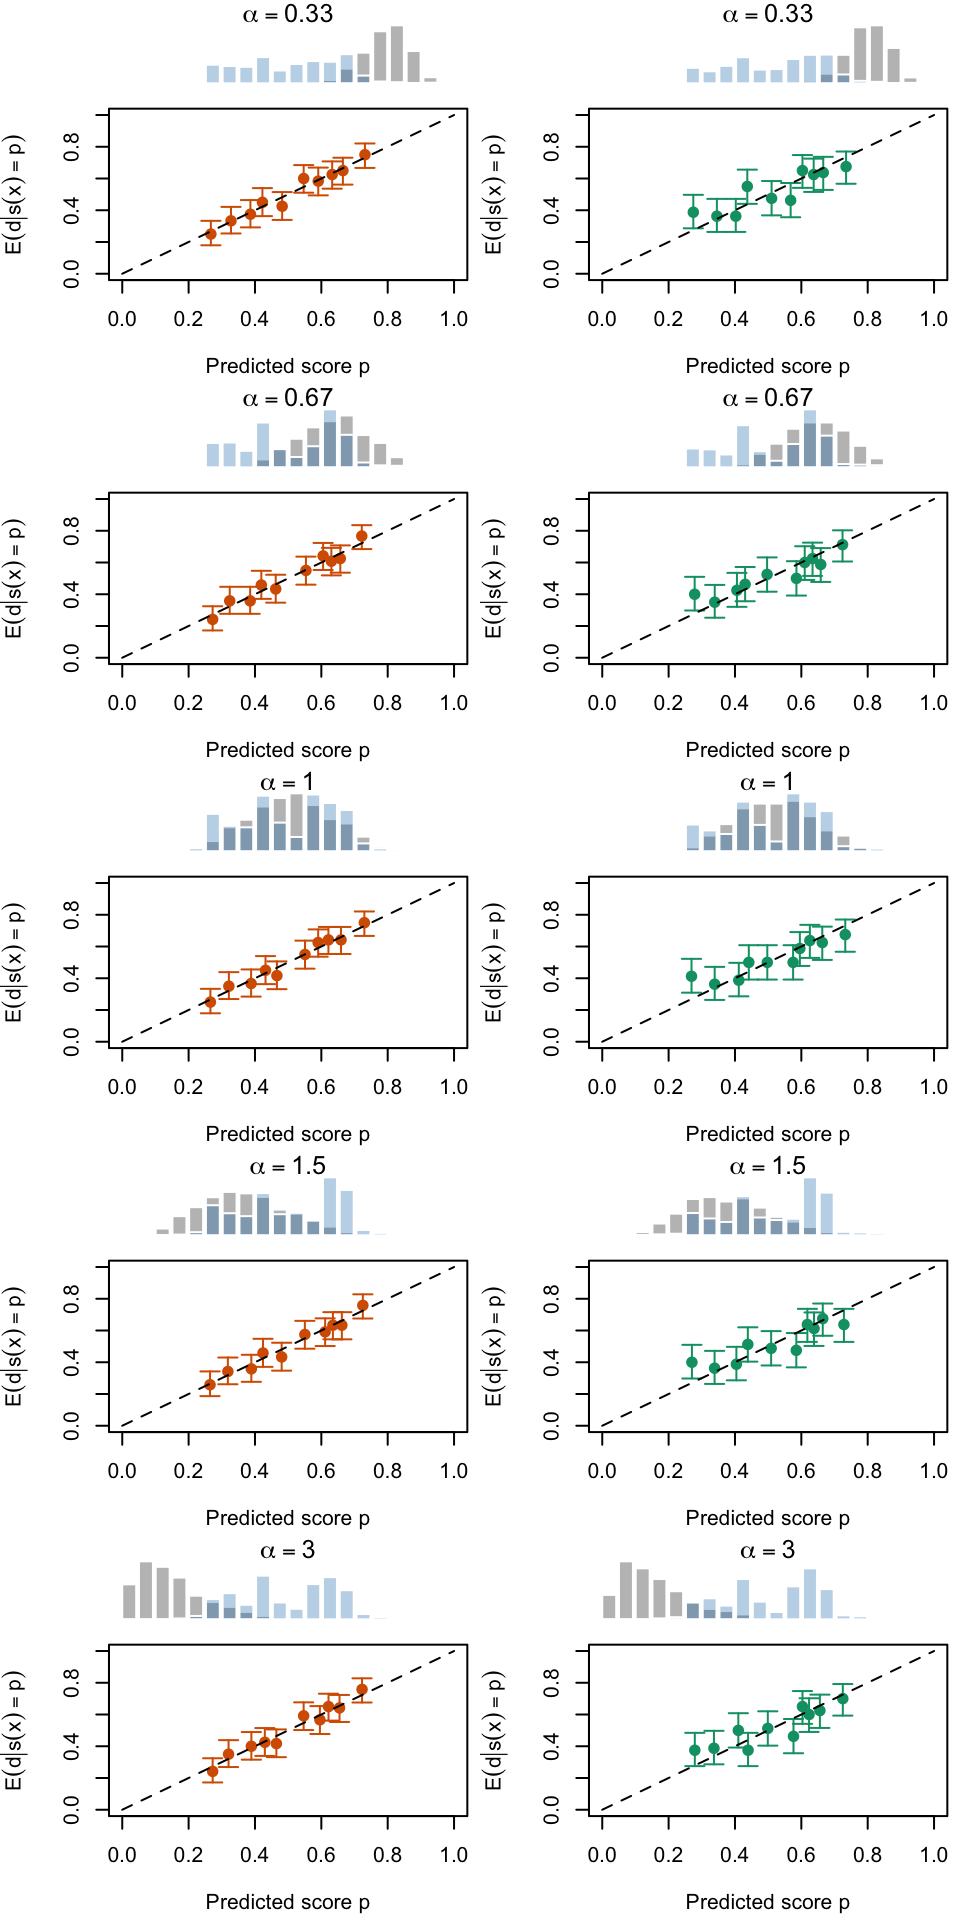 α = 0.33
α = 0.33
E(d|s(x) = p)
0.0 0.4 0.8
E(d|s(x) = p)
0.0 0.4 0.8
0.0 0.2 0.4 0.6 0.8 1.0
0.0 0.2 0.4 0.6 0.8 1.0
Predicted score p
Predicted score p
α = 0.67
α = 0.67
E(d|s(x) = p)
0.0 0.4 0.8
E(d|s(x) = p)
0.0 0.4 0.8
0.0 0.2 0.4 0.6 0.8 1.0
0.0 0.2 0.4 0.6 0.8 1.0
Predicted score p
Predicted score p
α = 1
α = 1
E(d|s(x) = p)
0.0 0.4 0.8
E(d|s(x) = p)
0.0 0.4 0.8
0.0 0.2 0.4 0.6 0.8 1.0
0.0 0.2 0.4 0.6 0.8 1.0
Predicted score p
Predicted score p
α = 1.5
α = 1.5
E(d|s(x) = p)
0.0 0.4 0.8
E(d|s(x) = p)
0.0 0.4 0.8
0.0 0.2 0.4 0.6 0.8 1.0
0.0 0.2 0.4 0.6 0.8 1.0
Predicted score p
Predicted score p
α = 3
α = 3
E(d|s(x) = p)
0.0 0.4 0.8
E(d|s(x) = p)
0.0 0.4 0.8
0.0 0.2 0.4 0.6 0.8 1.0
0.0 0.2 0.4 0.6 0.8 1.0
Predicted score p
Predicted score p